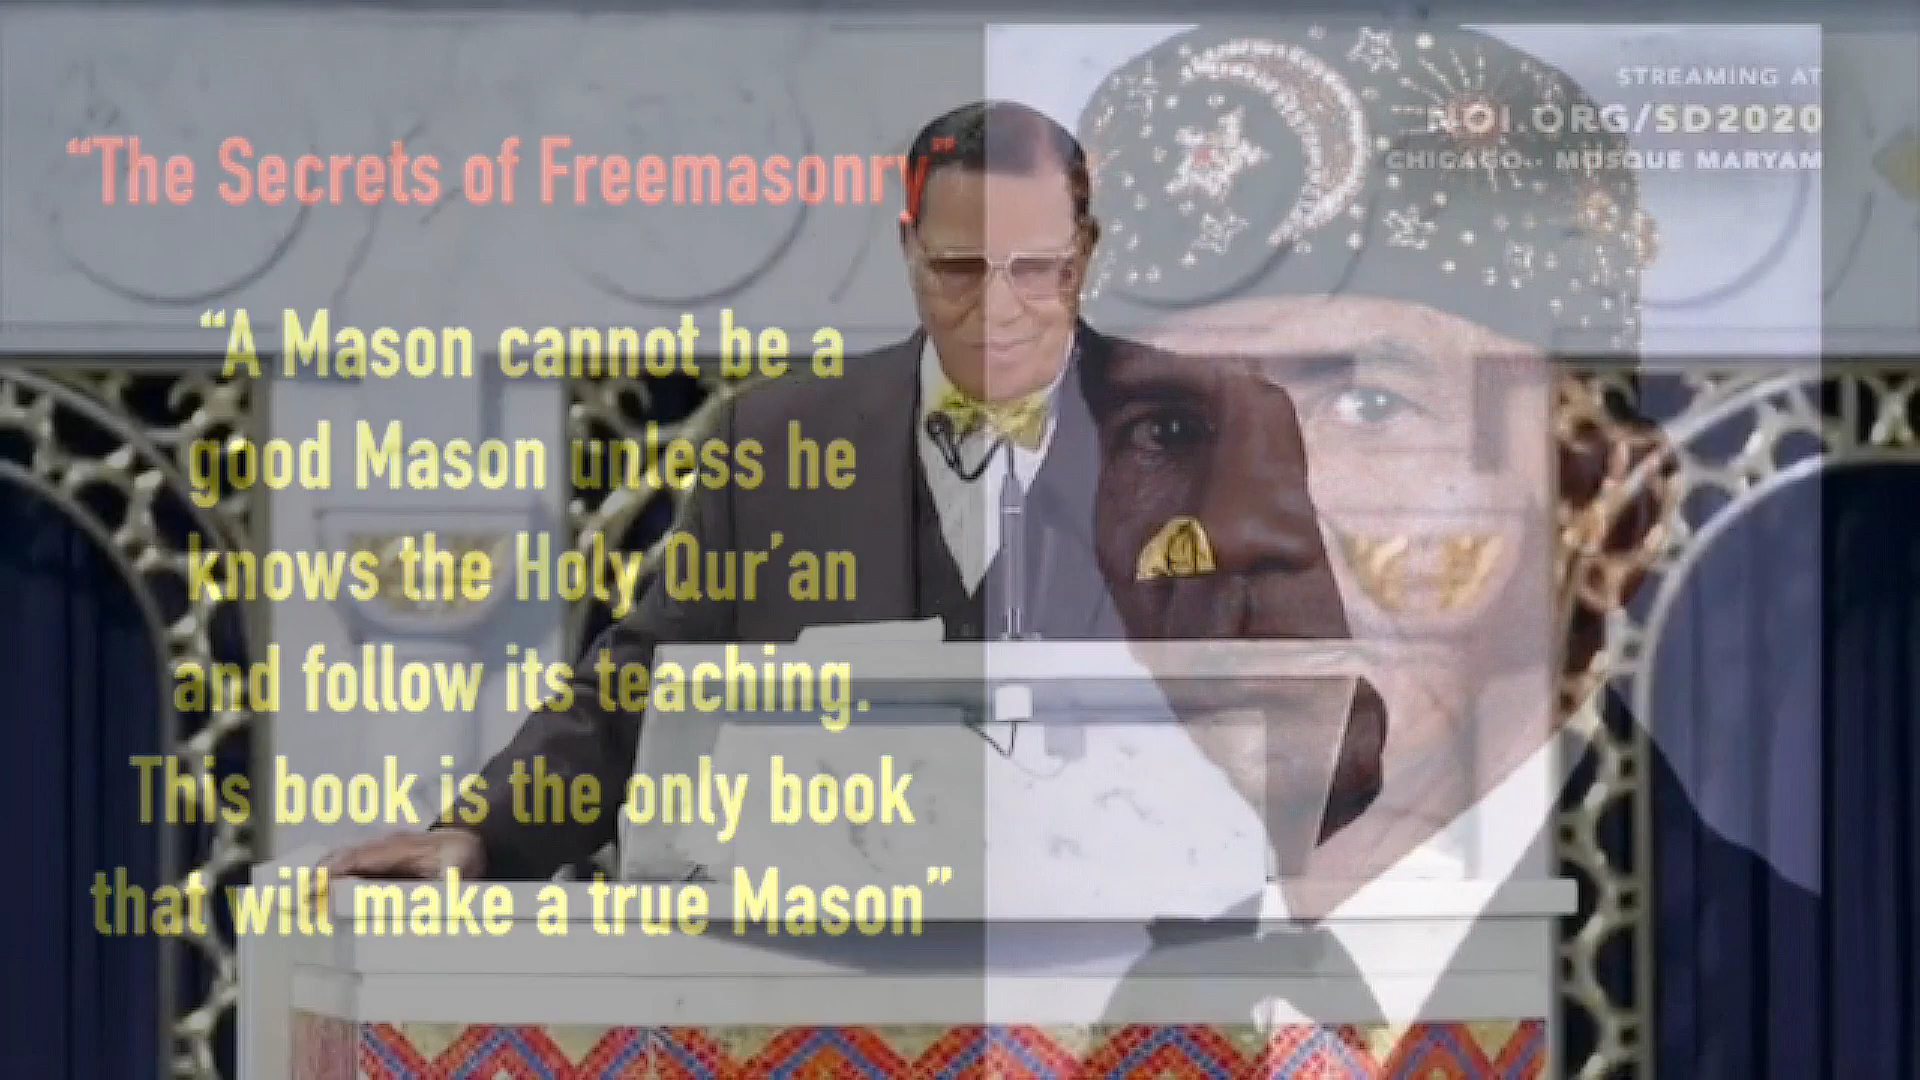 STREAMING AT
NOI.ORG/SD2020
CHICAGO.. MOSQUE MARYAM
“The Secrets of Freemasonry”
“A Mason cannot be a
good Mason unless he
knows the Holy Qur’an
and follow its teaching.
This book is the only book
that will make a true Mason”